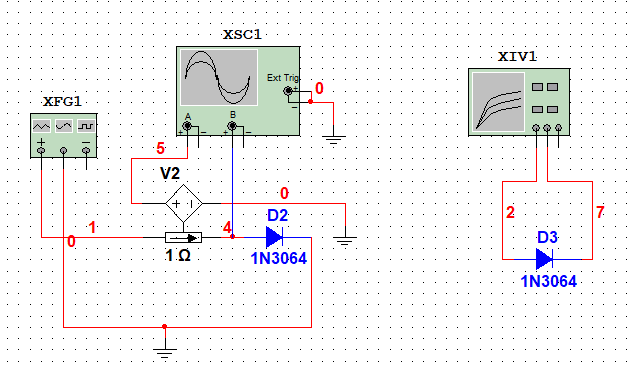 XSC1
XIV1
Ext Trig
+
0
XFG1
A
B
+ − + −
−
+ −
5
V2
+ −
0
D2
2
7
1
4
D3
0
1 Ω
1N3064
1N3064